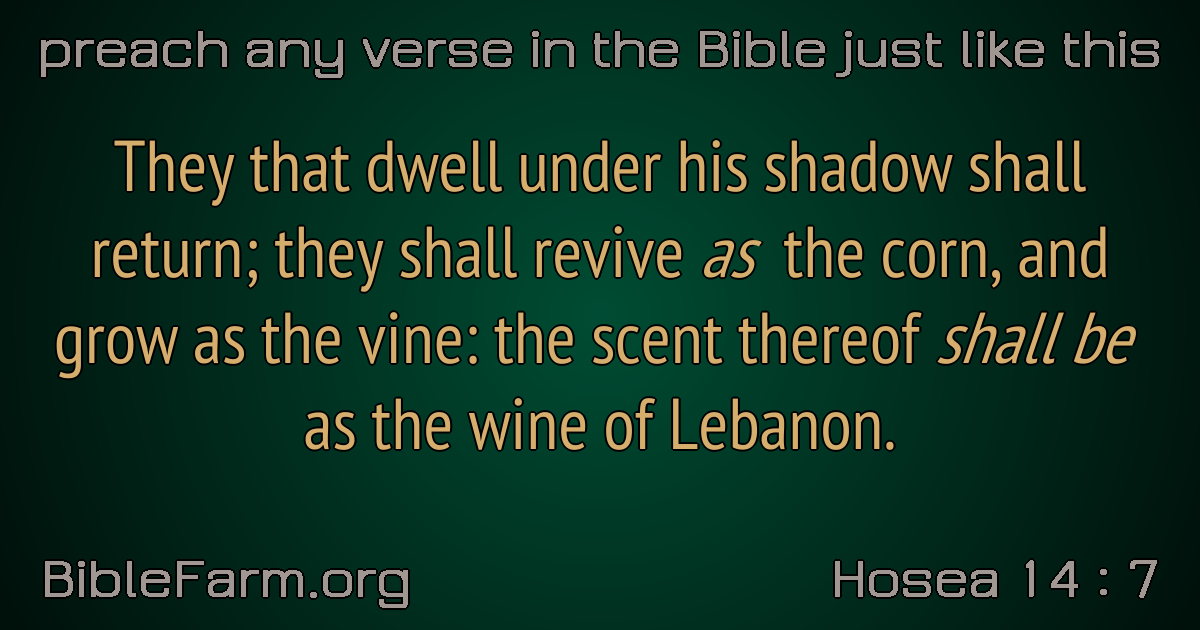 preach any verse in the Bible just like this
They that dwell under his shadow shall
return; they shall revive as the corn, and
grow as the vine: the scent thereof shall be
as the wine of Lebanon.
BibleFarm.org
Hosea 14 : 7